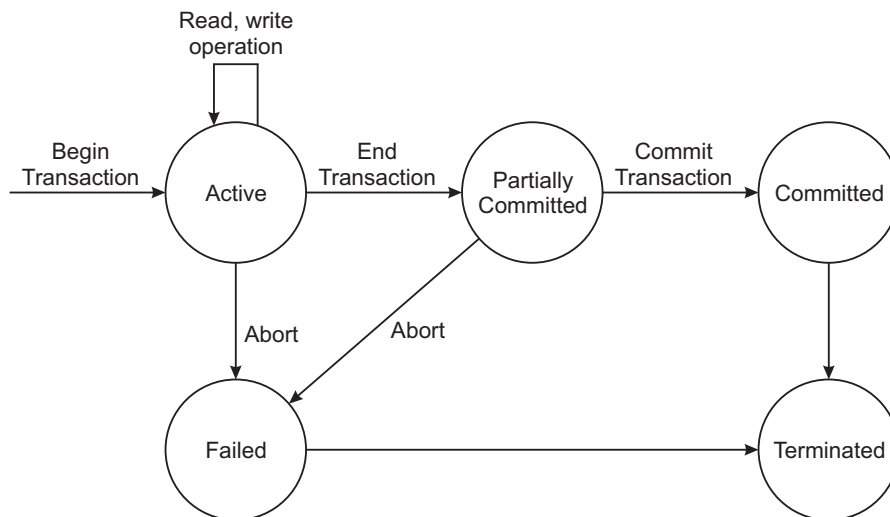 Read, write
operation
Begin
Transaction
Active
End
Transaction
Partially
Committed
Commit
Transaction
Committed
Abort
Abort
Failed
Terminated